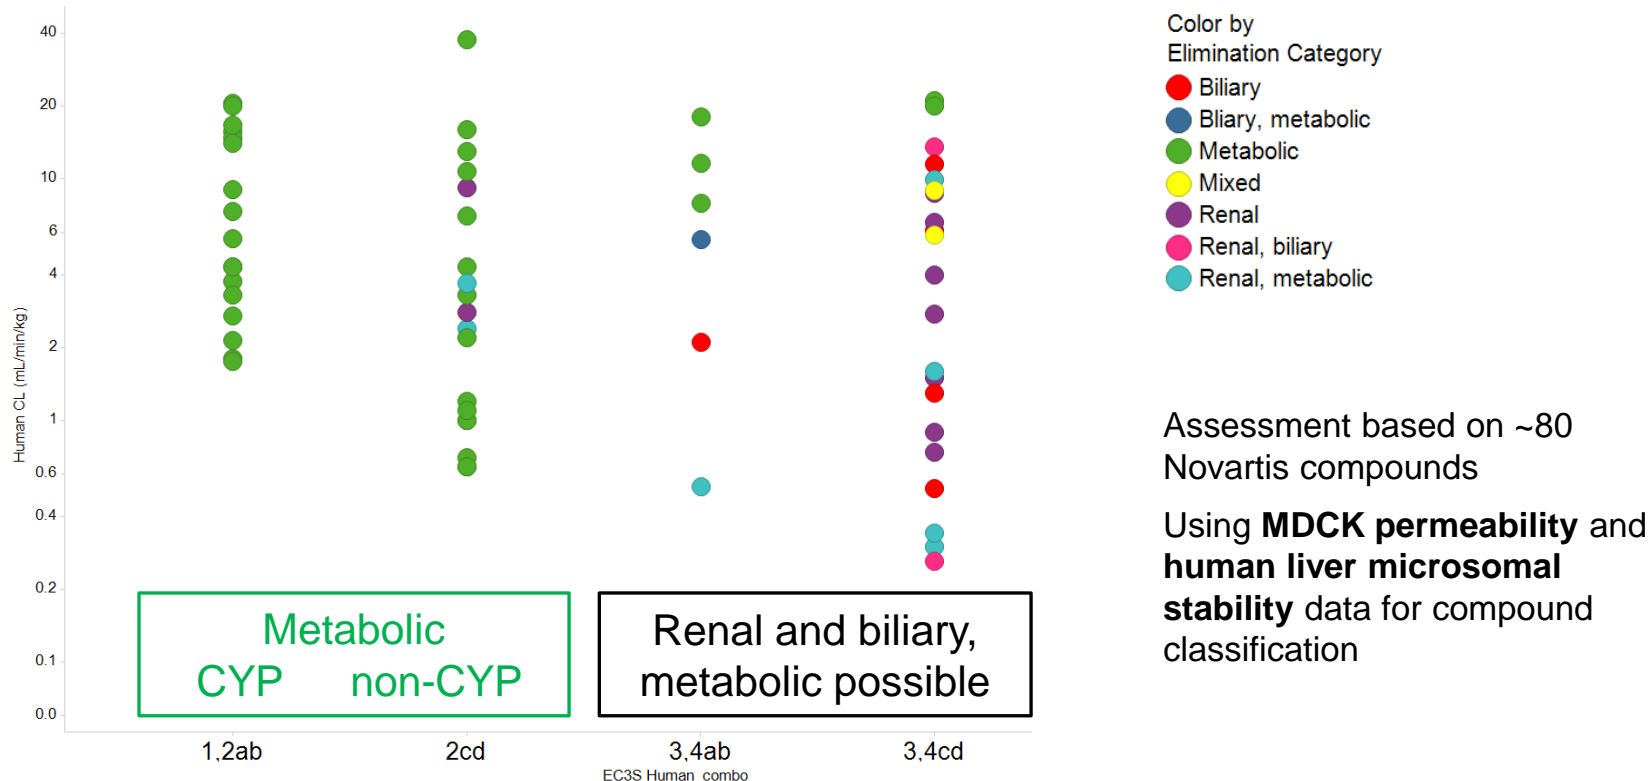 Human CL (mL/min/kg)
40
20
10
6
4
2
1
0.6
0.4
0.2
0.1
0.0
Metabolic
CYP non-CYP
Renal and biliary,
metabolic possible
1,2ab
2cd
3,4ab
3,4cd
EC3S Human combo
Color by
Elimination Category
Biliary
Bliary, metabolic
Metabolic
Mixed
Renal
Renal, biliary
Renal, metabolic
Assessment based on ~80
Novartis compounds
Using MDCK permeability and
human liver microsomal
stability data for compound
classification